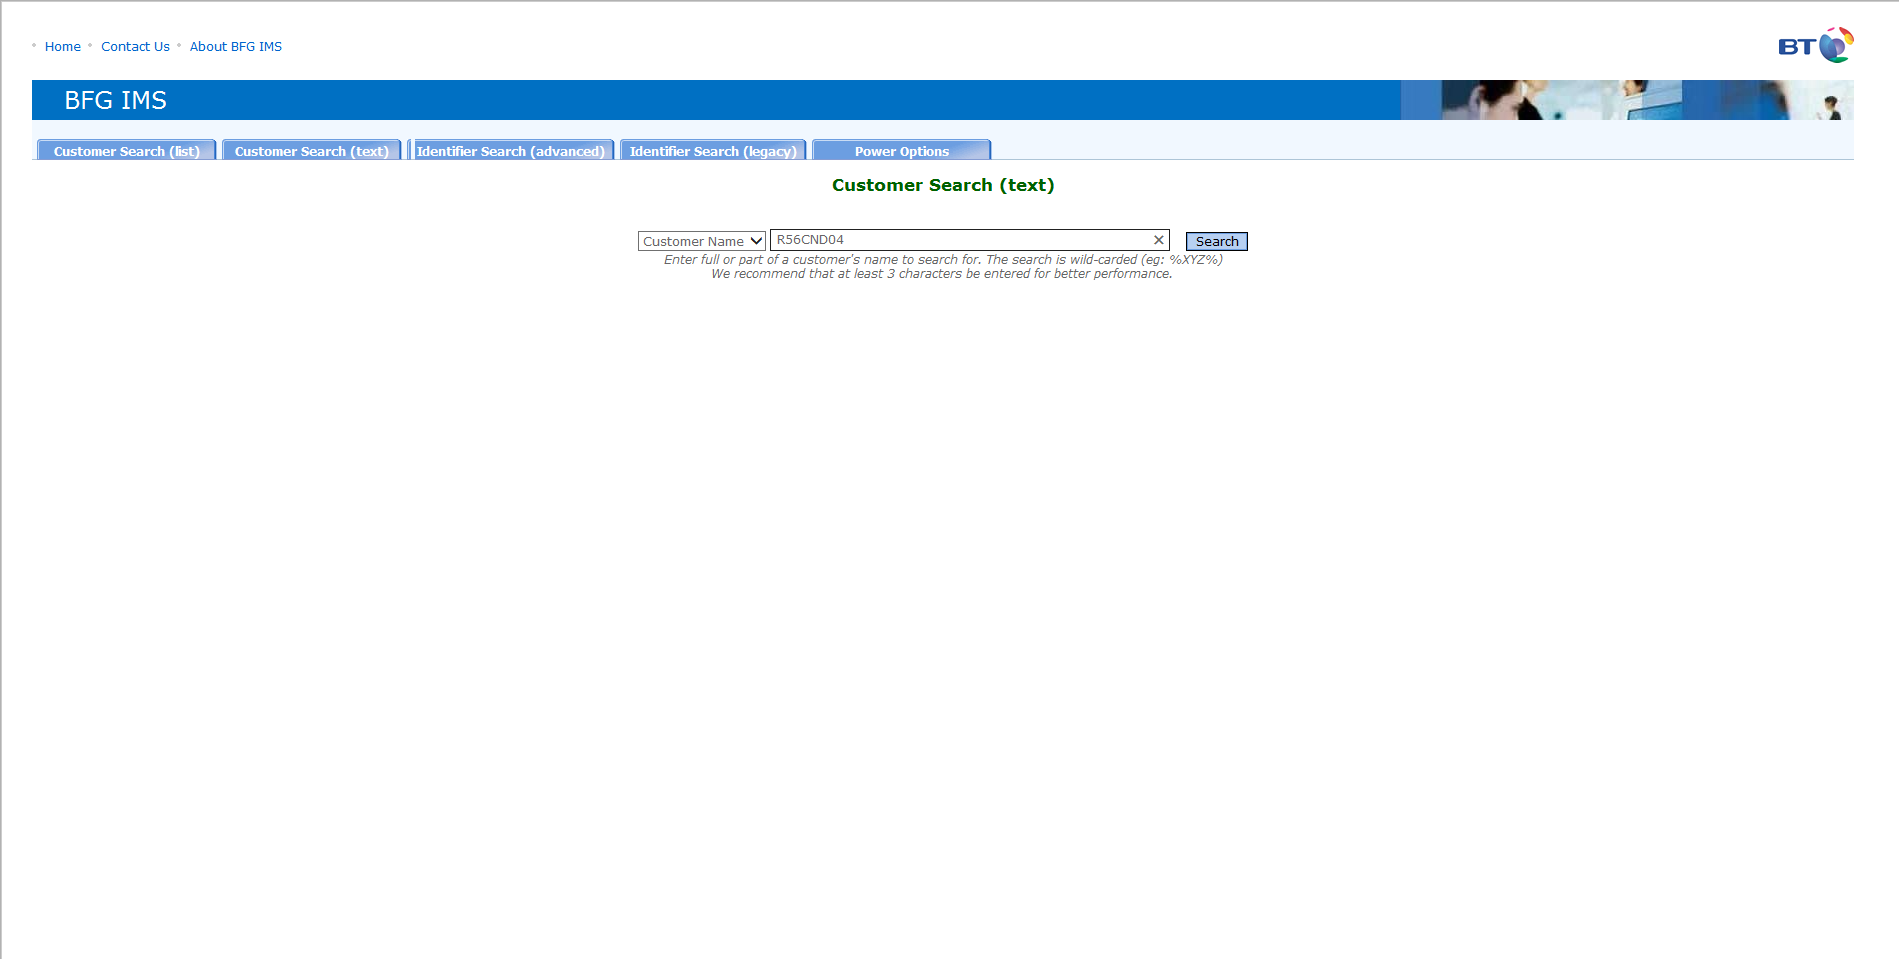 Home Contact Us About BFG IMS
BT
BFG IMS
Customer Search (list) Customer Search (text) Identifier Search (advanced) Identifier Search (legacy) Power Options
Customer Search (text)
Customer Name R56CND04 Search
Enter full or part of a customer's name to search for. The search is wild-carded (eg: %XYZ%)
We recommend that at least 3 characters be entered for better performance.